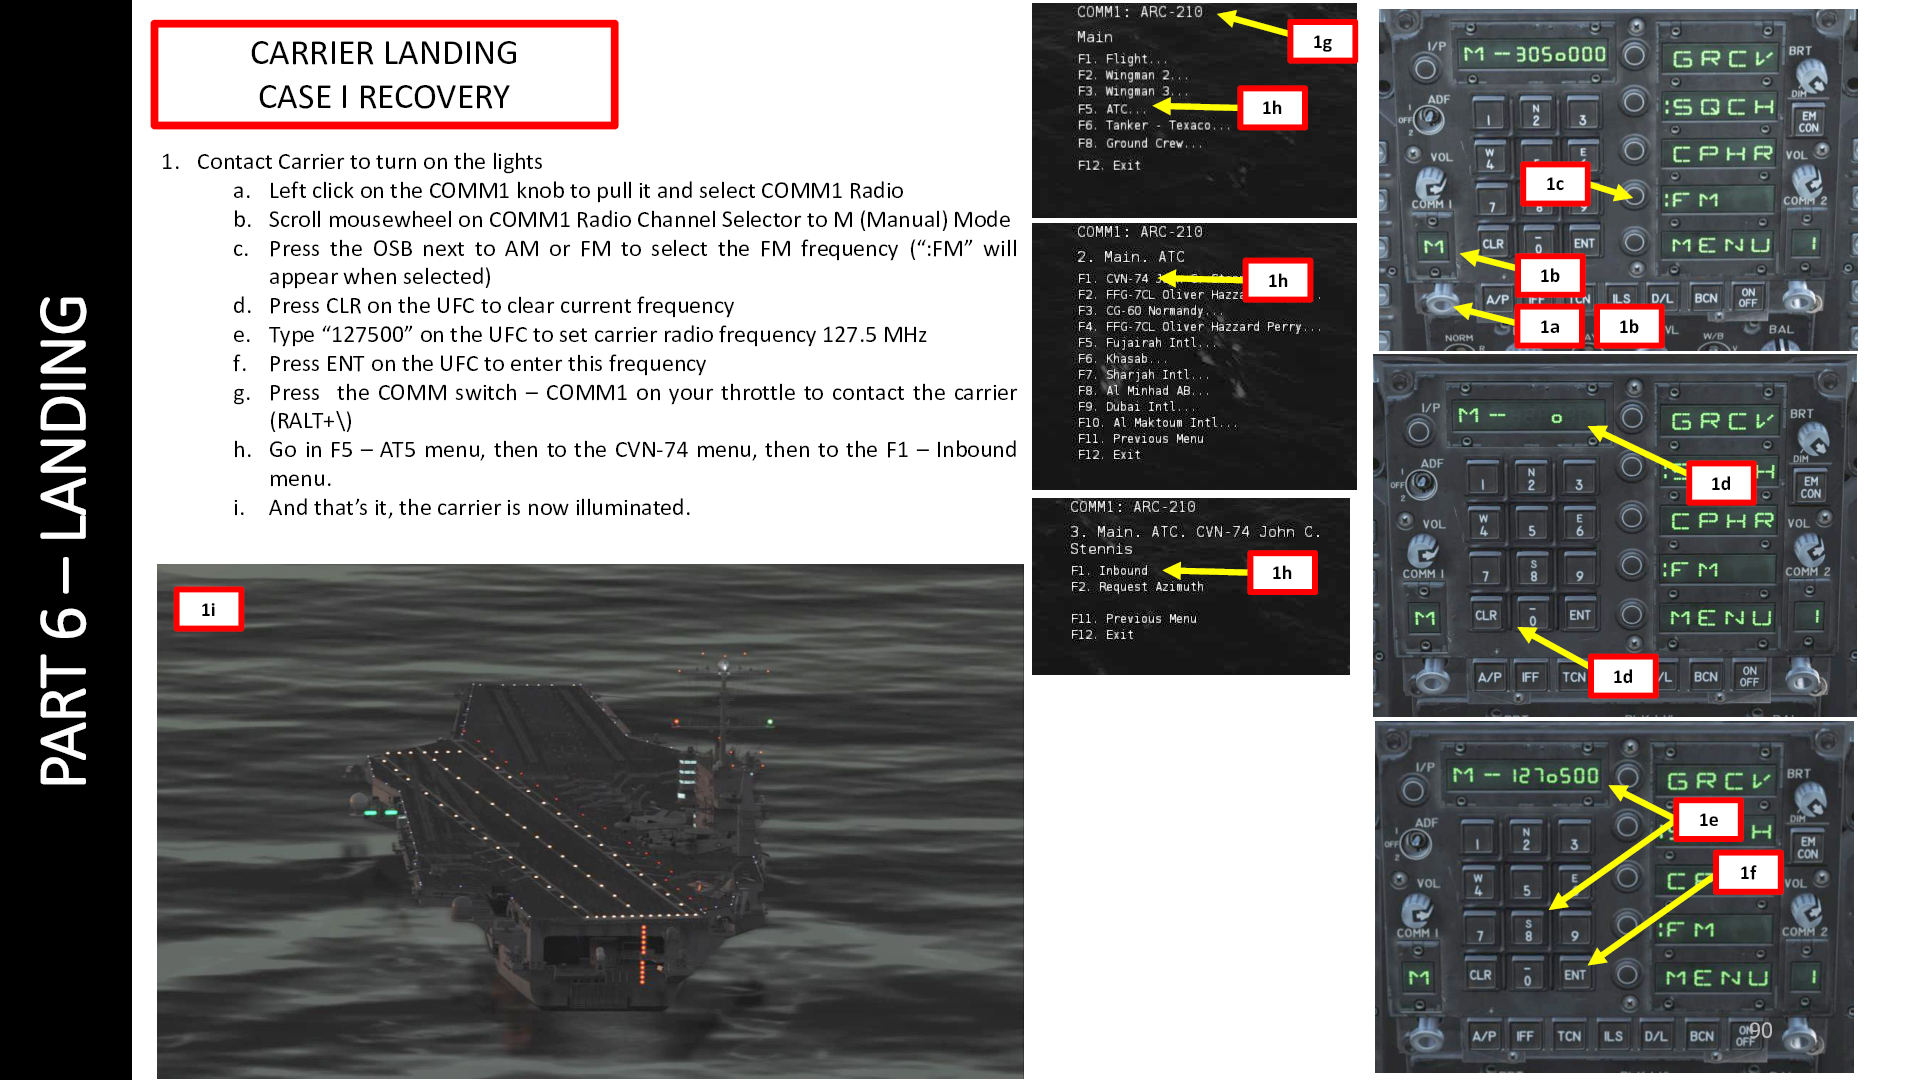 PART 6 – LANDING
CARRIER LANDING
CASE I RECOVERY
1. Contact Carrier to turn on the lights
a. Left click on the COMM1 knob to pull it and select COMM1 Radio
b. Scroll mousewheel on COMM1 Radio Channel Selector to M (Manual) Mode
c. Press the OSB next to AM or FM to select the FM frequency (“:FM” will
appear when selected)
d. Press CLR on the UFC to clear current frequency
e. Type “127500” on the UFC to set carrier radio frequency 127.5 MHz
f. Press ENT on the UFC to enter this frequency
g. Press the COMM switch – COMM1 on your throttle to contact the carrier
(RALT+\)
h. Go in F5 – AT5 menu, then to the CVN-74 menu, then to the F1 – Inbound
menu.
i. And that’s it, the carrier is now illuminated.
1i
COMM1: ARC-210
1g
Main
F1. Flight...
F2. Wingman 2...
F3. Wingman 3...
F5. ATC...
1h
F6. Tanker - Texaco...
F8. Ground Crew...
F12. Exit
COMM1: ARC-210
2. Main. ATC
F1. CVN-74
1h
F2. FFG-7CL Oliver
F3. CG-60 Normandy...
F4. FFG-7CL Oliver Hazzard Perry...
F5. Fujairah Intl...
F6. Khasab...
F7. Sharjah Intl...
F8. Al Minhad AB...
F9. Dubai Intl...
F10. Al Maktoum Intl...
F11. Previous Menu
F12. Exit
COMM1: ARC-210
3. Main. ATC. CVN-74 John C.
Stennis
F1. Inbound
1h
F2. Request Azimuth
F11. Previous Menu
F12. Exit
I/P M--305o000 GRCV BRT
ADF 1 OFF 2 1 N 2 3 :SQCH DIM EM CON
VOL W 4 E CPHR VOL
1c
COMM 1 7 8 9 :FM COMM 2
M CLR – 0 ENT MENU 1
1b
A/P IFF TCN ILS D/L BCN ON OFF
1a 1b
NORM W/B BAL
I/P M-- o GRCV BRT
ADF 1 OFF 2 1 N 2 3 H DIM EM CON
1d
VOL W 4 5 E 6 CPHR VOL
COMM 1 7 S 8 9 :FM COMM 2
M CLR – 0 ENT MENU 1
1d
A/P IFF TCN /L BCN ON OFF
I/P M--127o500 GRCV BRT
ADF 1 OFF 2 1 N 2 3 H DIM EM CON
1e
1f
VOL W 4 5 E C VOL
COMM 1 7 S 8 9 :FM COMM 2
M CLR – 0 ENT MENU 1
A/P IFF TCN ILS D/L BCN ON OFF
90